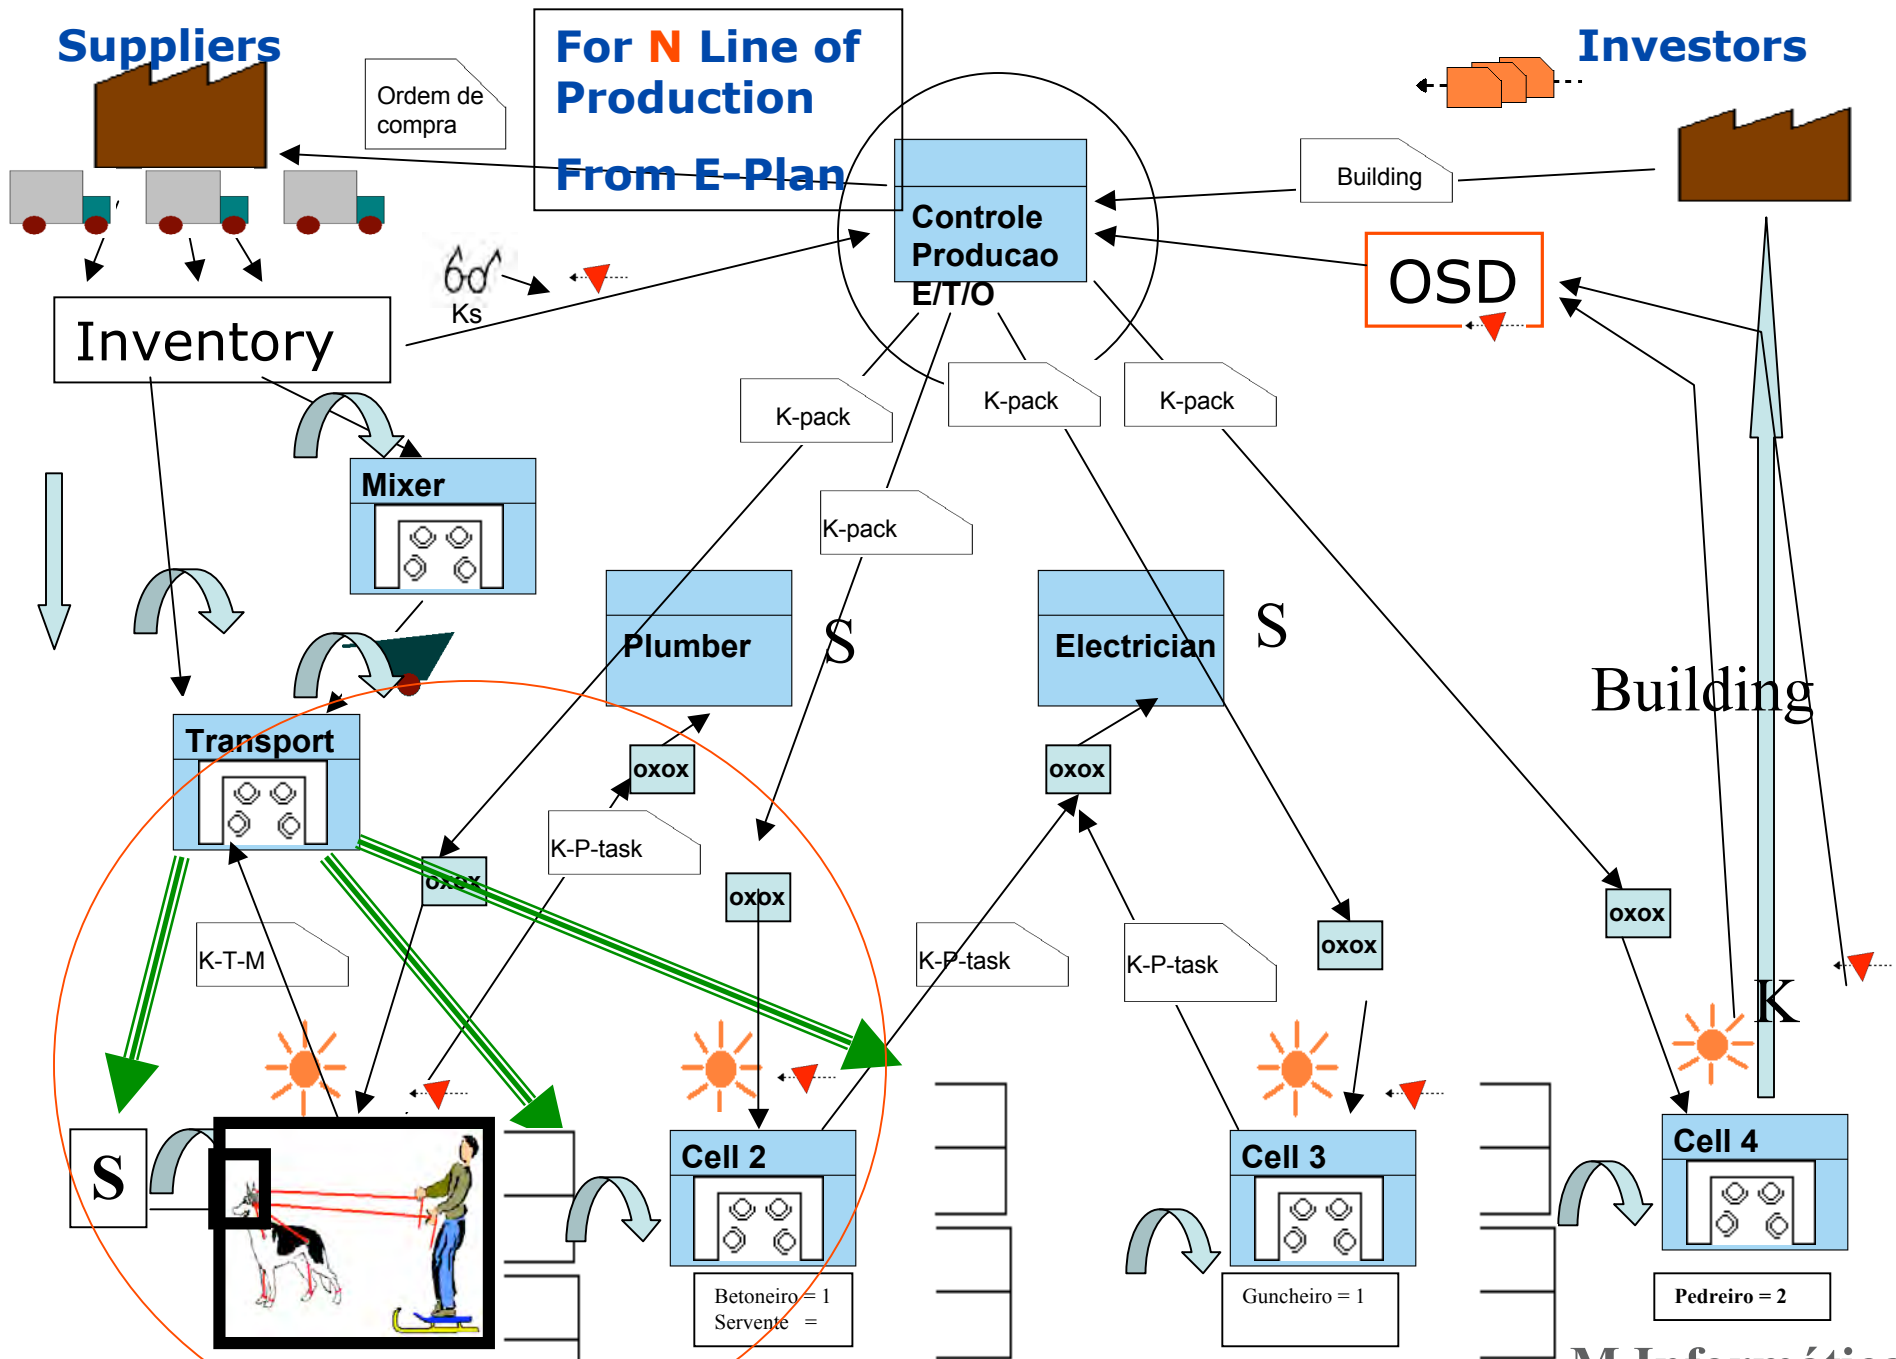 Suppliers
For N Line of
Production
From E-Plan
Investors
Ordem de
compra
Building
Controle
Producao
E/T/O
OSD
Ks
Inventory
K-pack
K-pack
K-pack
K-pack
Mixer
Plumber
S
Electrician
S
Building
Transport
oxox
oxox
K-P-task
oxox
oxox
oxox
oxox
K-T-M
K-P-task
K-P-task
K
S
Cell 2
Cell 3
Cell 4
Betoneiro = 1
Servente =
Guncheiro = 1
Pedreiro = 2
M Informática